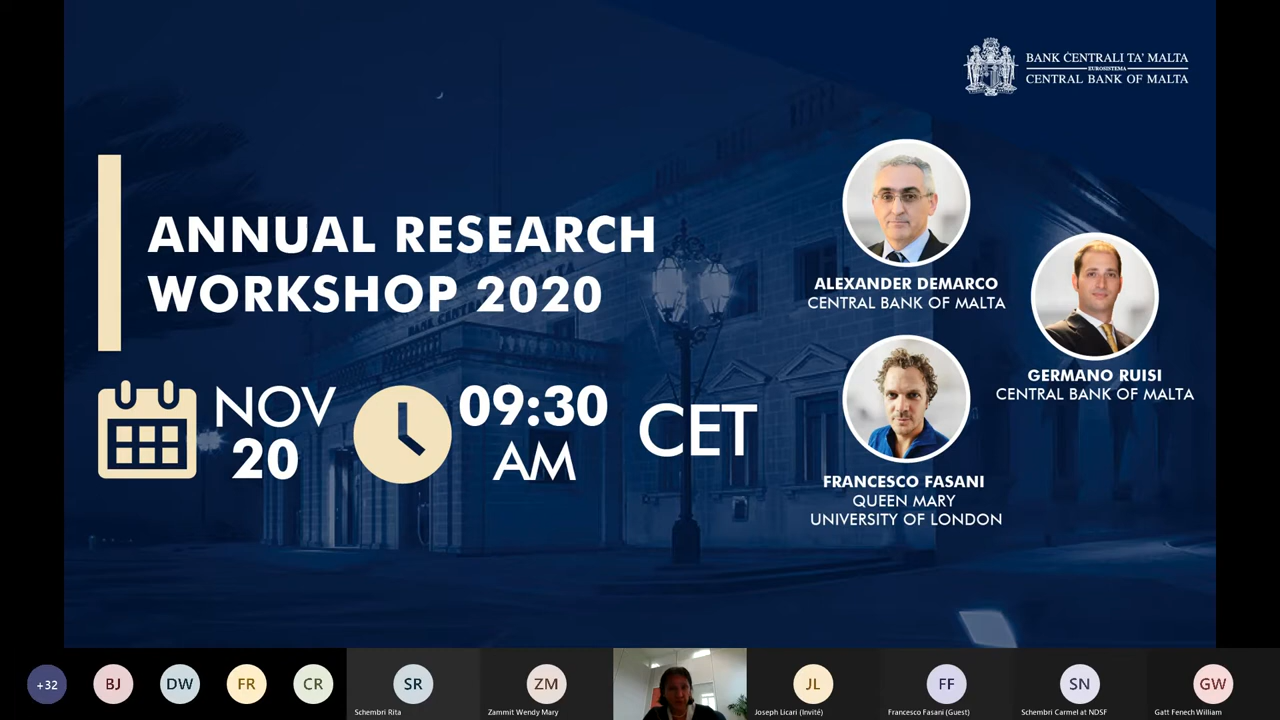 BANK ĊENTRALI TA' MALTA
EUROSISTEMA
CENTRAL BANK OF MALTA
ANNUAL RESEARCH
WORKSHOP 2020
NOV
20
09:30
AM
CET
ALEXANDER DEMARCO
CENTRAL BANK OF MALTA
GERMANO RUISI
CENTRAL BANK OF MALTA
FRANCESCO FASANI
QUEEN MARY
UNIVERSITY OF LONDON
+32
BJ
DW
FR
CR
SR
Schembri Rita
ZM
Zammit Wendy Mary
JL
Joseph Licari (Invité)
FF
Francesco Fasani (Guest)
SN
Schembri Carmel at NDSF
GW
Gatt Fenech William